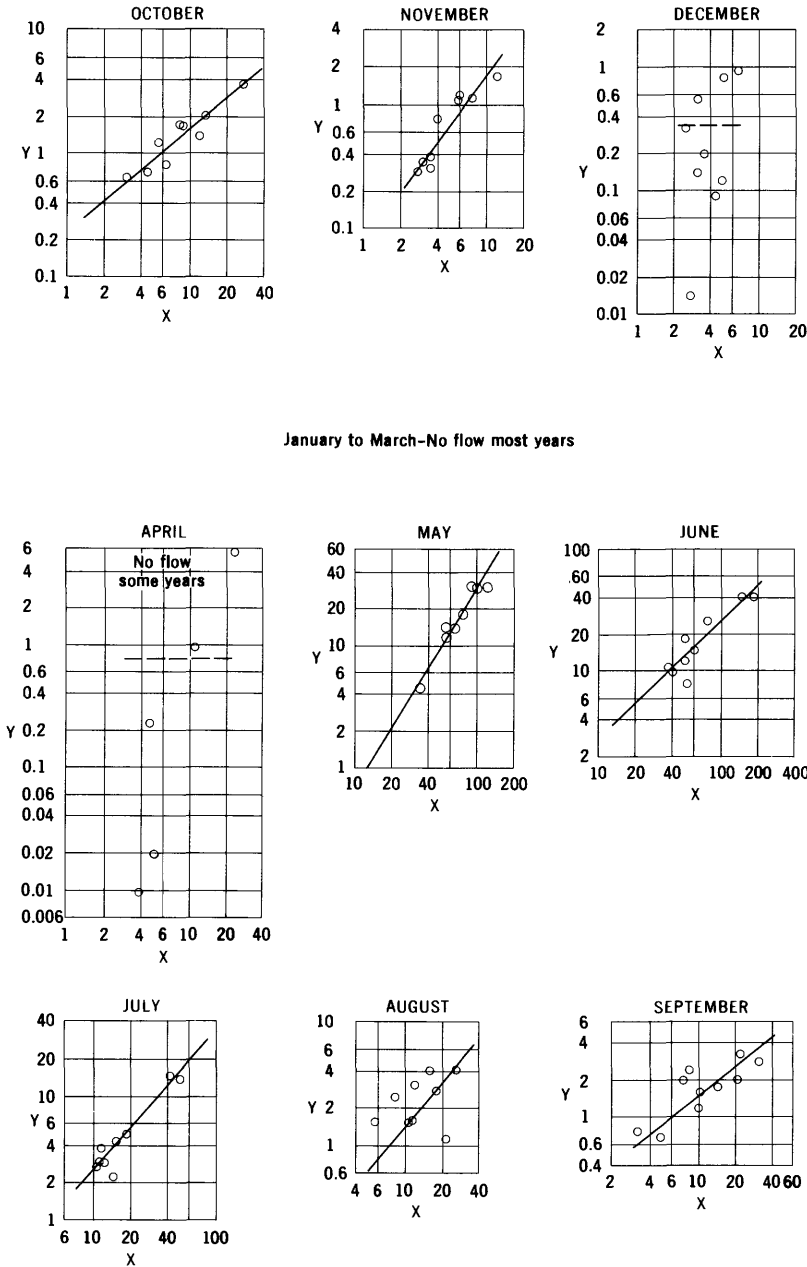 OCTOBER
10
6
4
2
Y 1
0.6
0.4
0.2
0.1
1 2 4 6 10 20 40
X
NOVEMBER
4
2
1
Y
0.6
0.4
0.2
0.1
1 2 4 6 10 20
X
DECEMBER
2
1
0.6
0.4
0.2
Y
0.1
0.06
0.04
0.02
0.01
1 2 4 6 10 20
X
January to March–No flow most years
APRIL
No flow
some years
6
4
2
1
0.6
0.4
Y 0.2
0.1
0.06
0.04
0.02
0.01
0.006
1 2 4 6 10 20 40
X
MAY
60
40
20
Y 10
6
4
2
1
10 20 40 100 200
X
JUNE
100
60
40
20
Y
10
6
4
2
10 20 40 100 200 400
X
JULY
40
20
10
Y 6
4
2
1
6 10 20 40 100
X
AUGUST
10
6
4
Y 2
1
0.6
4 6 10 20 40
X
SEPTEMBER
6
4
2
Y
1
0.6
0.4
2 4 6 10 20 40 60
X